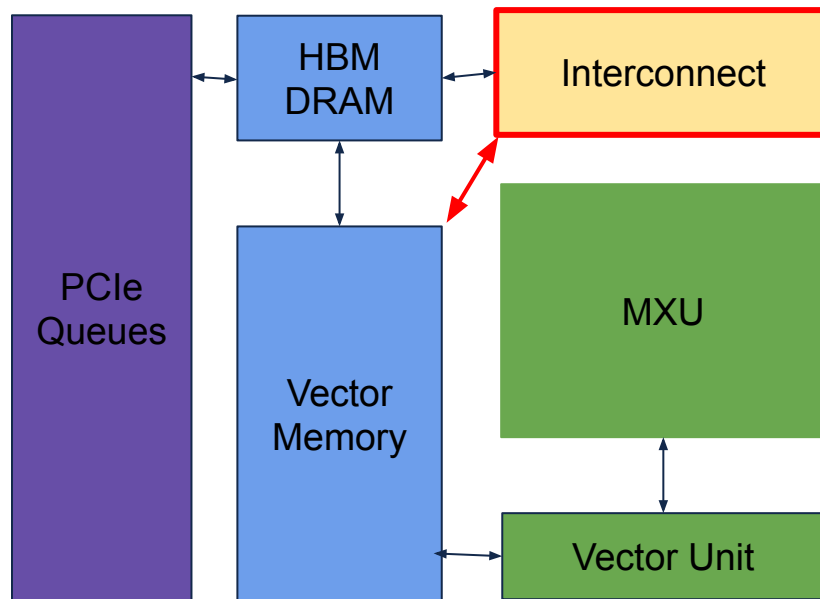 HBM
DRAM
Interconnect
PCIe
Queues
MXU
Vector
Memory
Vector Unit